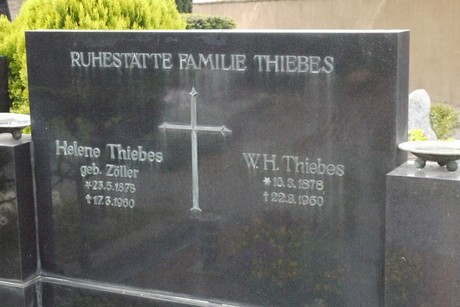 RUHESTÄTTE FAMILIE THIEBES
Helene Thiebes
geb. Zöller
* 23.5.1878
† 17.3.1960
W.H. Thiebes
* 10.3.1876
† 22.8.1950